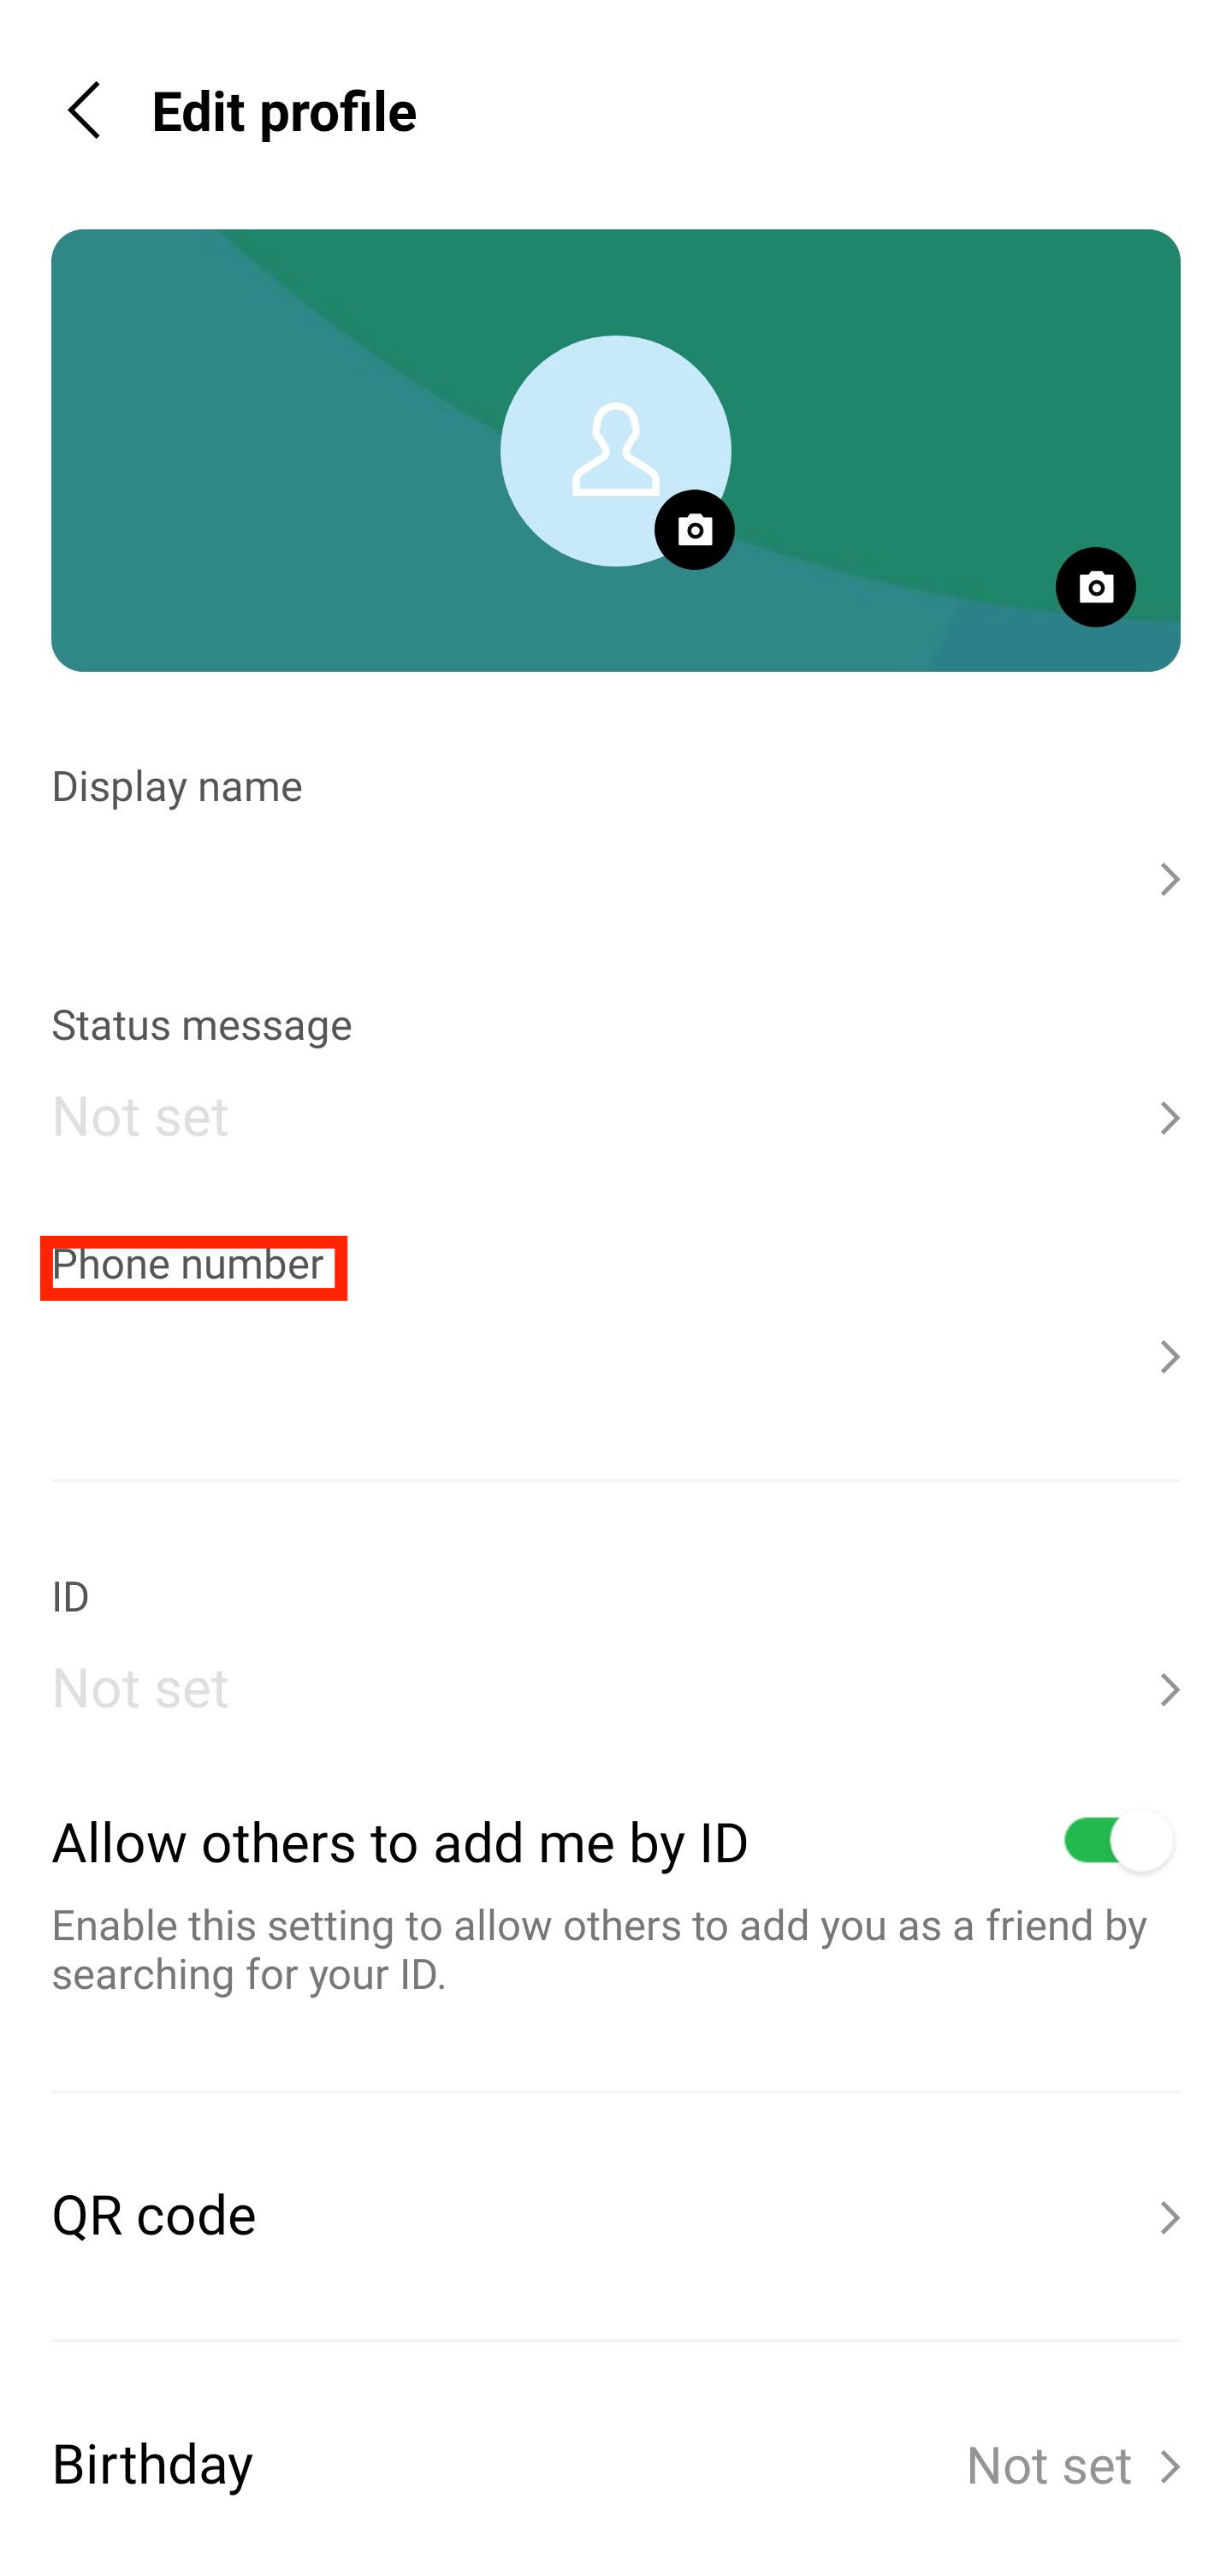 Edit profile
Display name
Status message
Not set
Phone number
ID
Not set
Allow others to add me by ID
Enable this setting to allow others to add you as a friend by
searching for your ID.
QR code
Birthday
Not set